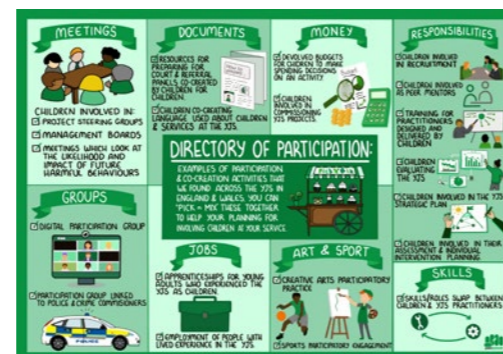 MEETINGS
CHILDREN INVOLVED IN:
PROJECT STEERING GROUPS
MANAGEMENT BOARDS
MEETINGS WHICH LOOK AT
THE LIKELIHOOD AND
IMPACT OF FUTURE
HARMFUL BEHAVIOURS
DOCUMENTS
RESOURCES FOR
PREPARING FOR
COURT & REFERRAL
PANELS CO-CREATED
BY CHILDREN FOR
CHILDREN.
CHILDREN CO-CREATING
LANGUAGE USED ABOUT CHILDREN
& SERVICES AT THE YJS.
MONEY
DEVOLVED BUDGETS
FOR CHILDREN TO MAKE
SPENDING DECISIONS
ON AN ACTIVITY
CHILDREN
INVOLVED IN
COMMISSIONING
YJS PROJECTS.
RESPONSIBILITIES
CHILDREN INVOLVED
IN RECRUITMENT
CHILDREN INVOLVED
AS PEER MENTORS
TRAINING FOR
PRACTITIONERS
DESIGNED AND
DELIVERED BY
CHILDREN
CHILDREN
EVALUATING
THE YJS
CHILDREN INVOLVED IN THE YJS
STRATEGIC PLAN
CHILDREN INVOLVED IN THEIR
ASSESSMENT & INDIVIDUAL
INTERVENTION PLANNING
DIRECTORY OF PARTICIPATION:
EXAMPLES OF PARTICIPATION
& CO-CREATION ACTIVITIES THAT
WE FOUND ACROSS THE YJS IN
ENGLAND & WALES. YOU CAN
"PICK 'N' MIX" THESE TOGETHER
TO HELP YOUR PLANNING FOR
INVOLVING CHILDREN AT YOUR SERVICE.
GROUPS
DIGITAL PARTICIPATION GROUP
PARTICIPATION GROUP LINKED
TO POLICE & CRIME COMMISSIONERS.
POLICE
JOBS
APPRENTICESHIPS FOR YOUNG
ADULTS WHO EXPERIENCED THE
YJS AS CHILDREN.
EMPLOYMENT OF PEOPLE WITH
LIVED EXPERIENCE IN THE YJS.
ART & SPORT
CREATIVE ARTS PARTICIPATORY
PRACTICE
SPORTS PARTICIPATORY ENGAGEMENT
SKILLS
SKILLS/ROLES SWAP BETWEEN
CHILDREN & YJS PRACTITIONERS